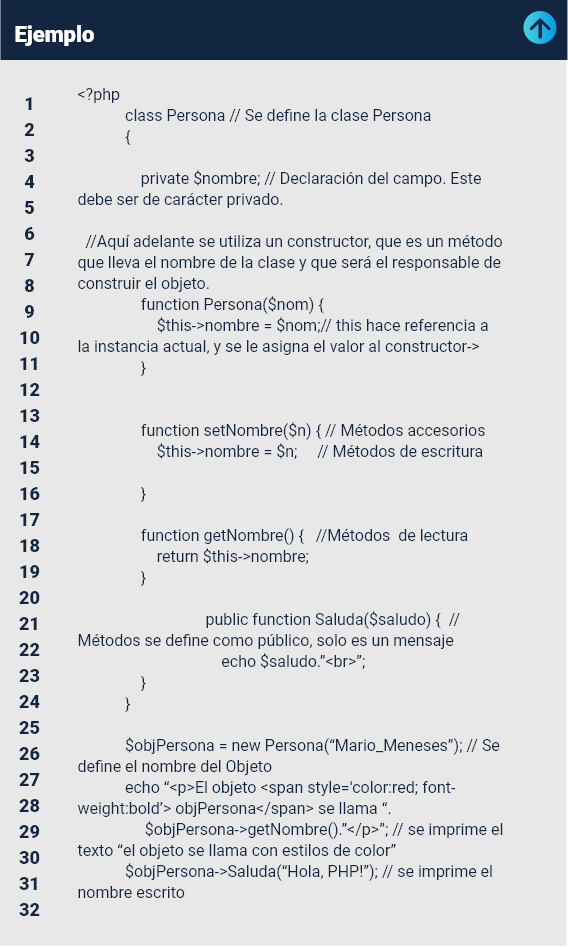 Ejemplo
1
2
3
4
5
6
7
8
9
10
11
12
13
14
15
16
17
18
19
20
21
22
23
24
25
26
27
28
29
30
31
32
<?php
class Persona // Se define la clase Persona
{
private $nombre; // Declaración del campo. Este
debe ser de carácter privado.
//Aquí adelante se utiliza un constructor, que es un método
que lleva el nombre de la clase y que será el responsable de
construir el objeto.
function Persona($nom) {
$this->nombre = $nom;// this hace referencia a
la instancia actual, y se le asigna el valor al constructor->
}
function setNombre($n) { // Métodos accesorios
$this->nombre = $n; // Métodos de escritura
}
function getNombre() { //Métodos de lectura
return $this->nombre;
}
public function Saluda($saludo) { //
Métodos se define como público, solo es un mensaje
echo $saludo.”<br>”;
}
}
$objPersona = new Persona(“Mario_Meneses”); // Se
define el nombre del Objeto
echo “<p>El objeto <span style=‘color:red; font-
weight:bold’> objPersona</span> se llama “.
$objPersona->getNombre().”</p>”; // se imprime el
texto “el objeto se llama con estilos de color”
$objPersona->Saluda(“Hola, PHP!”); // se imprime el
nombre escrito